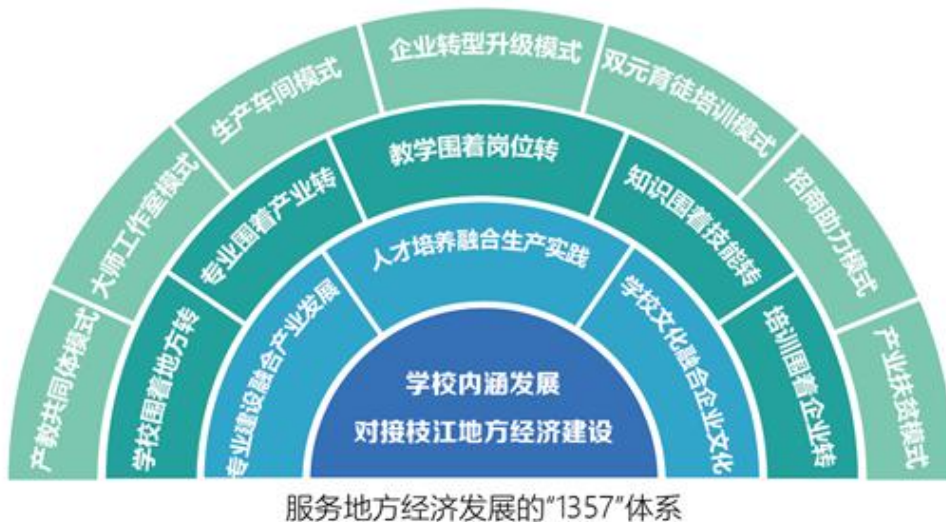 产教共同体模式
大师工作室模式
生产车间模式
企业转型升级模式
双元育徒培训模式
招商助力模式
产业扶贫模式
学校围着地方转
专业围着产业转
教学围着岗位转
知识围着技能转
培训围着企业转
专业建设融合产业发展
人才培养融合生产实践
学校文化融合企业文化
学校内涵发展
对接枝江地方经济建设
服务地方经济发展的“1357”体系